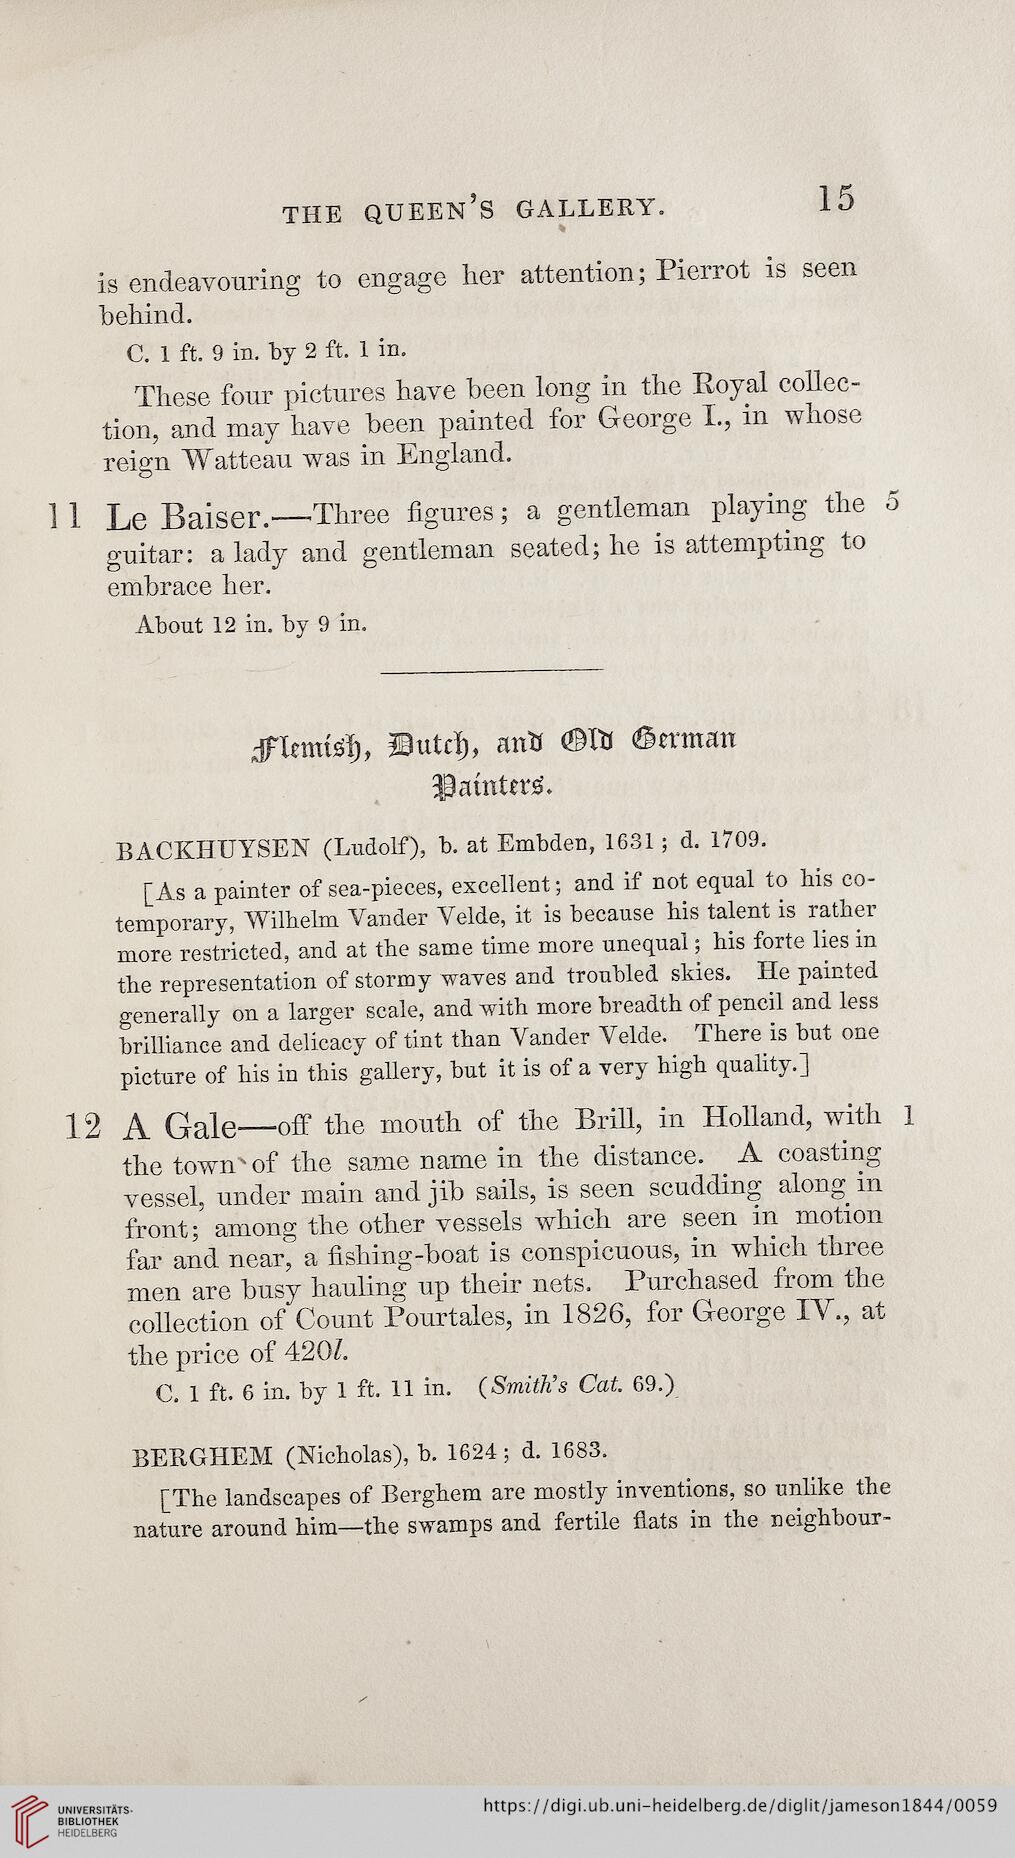 THE QUEEN'S GALLERY. 15
is endeavouring to engage her attention; Pierrot is seen
behind.
C. 1 ft. 9 in. by 2 ft. 1 in.
These four pictures have been long in the Royal collec-
tion, and may have been painted for George I., in whose
reign Watteau was in England.
11 Le Baiser.—Three figures; a gentleman playing the 5
guitar: a lady and gentleman seated; he is attempting to
embrace her.
About 12 in. by 9 in.
Flemish, Dutch, and Old German
Painters.
BACKHUYSEN (Ludolf), b. at Embden, 1631; d. 1709.
[As a painter of sea-pieces, excellent; and if not equal to his co-
temporary, Wilhelm Vander Velde, it is because his talent is rather
more restricted, and at the same time more unequal; his forte lies in
the representation of stormy waves and troubled skies. He painted
generally on a larger scale, and with more breadth of pencil and less
brilliance and delicacy of tint than Vander Velde. There is but one
picture of his in this gallery, but it is of a very high quality.]
12 A Gale—off the mouth of the Brill, in Holland, with 1
the town of the same name in the distance. A coasting
vessel, under main and jib sails, is seen scudding along in
front; among the other vessels which are seen in motion
far and near, a fishing-boat is conspicuous, in which three
men are busy hauling up their nets. Purchased from the
collection of Count Pourtales, in 1826, for George IV., at
the price of 420l.
C. 1 ft. 6 in. by 1 ft. 11 in. (Smith's Cat. 69.)
BERGHEM (Nicholas), b. 1624; d. 1683.
[The landscapes of Berghem are mostly inventions, so unlike the
nature around him—the swamps and fertile flats in the neighbour-
UNIVERSITÄTS-
BIBLIOTHEK
HEIDELBERG
https://digi.ub.uni-heidelberg.de/diglit/jameson1844/0059